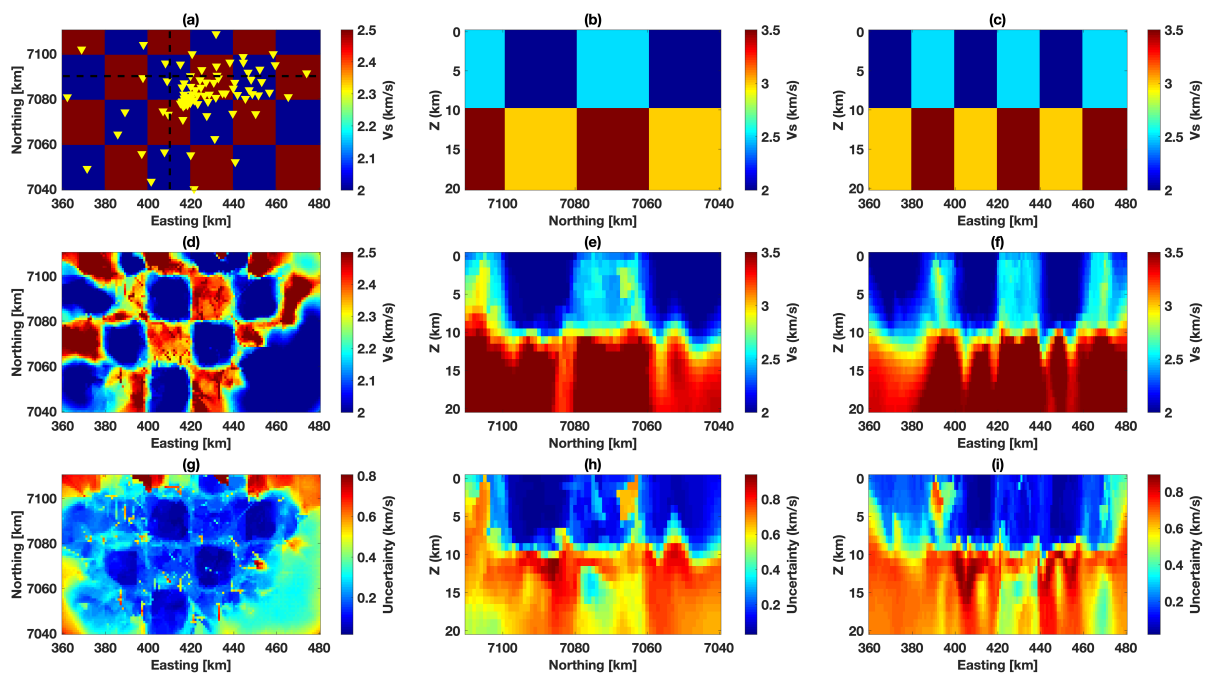 (a)
7100
7080
7060
7040
Northing [km]
360 380 400 420 440 460 480
Easting [km]
2.5
2.4
2.3
2.2
2.1
2
Vs (km/s)
(b)
0
5
10
15
20
Z (km)
7100 7080 7060 7040
Northing [km]
3.5
3
2.5
2
Vs (km/s)
(c)
0
5
10
15
20
Z (km)
360 380 400 420 440 460 480
Easting [km]
3.5
3
2.5
2
Vs (km/s)
(d)
7100
7080
7060
7040
Northing [km]
360 380 400 420 440 460 480
Easting [km]
2.5
2.4
2.3
2.2
2.1
2
Vs (km/s)
(e)
0
5
10
15
20
Z (km)
7100 7080 7060 7040
Northing [km]
3.5
3
2.5
2
Vs (km/s)
(f)
0
5
10
15
20
Z (km)
360 380 400 420 440 460 480
Easting [km]
3.5
3
2.5
2
Vs (km/s)
(g)
7100
7080
7060
7040
Northing [km]
360 380 400 420 440 460 480
Easting [km]
0.8
0.6
0.4
0.2
Uncertainty (km/s)
(h)
0
5
10
15
20
Z (km)
7100 7080 7060 7040
Northing [km]
0.8
0.6
0.4
0.2
Uncertainty (km/s)
(i)
0
5
10
15
20
Z (km)
360 380 400 420 440 460 480
Easting [km]
0.8
0.6
0.4
0.2
Uncertainty (km/s)